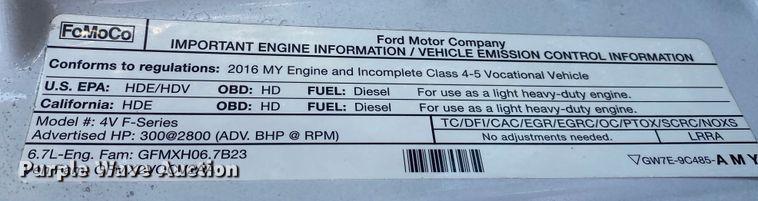 FoMoCo
Ford Motor Company
IMPORTANT ENGINE INFORMATION / VEHICLE EMISSION CONTROL INFORMATION
Conforms to regulations: 2016 MY Engine and Incomplete Class 4-5 Vocational Vehicle
U.S. EPA: HDE/HDV OBD: HD FUEL: Diesel For use as a light heavy-duty engine.
California: HDE OBD: HD FUEL: Diesel For use as a light heavy-duty engine.
Model #: 4V F-Series TC/DFI/CAC/EGR/EGRC/OC/PTOX/SCRC/NOXS
Advertised HP: 300@2800 (ADV. BHP @ RPM) No adjustments needed. LRRA
6.7L-Eng. Fam: GFMXH06.7B23 GW7E-9C485-AMY
Purple Wave Auction